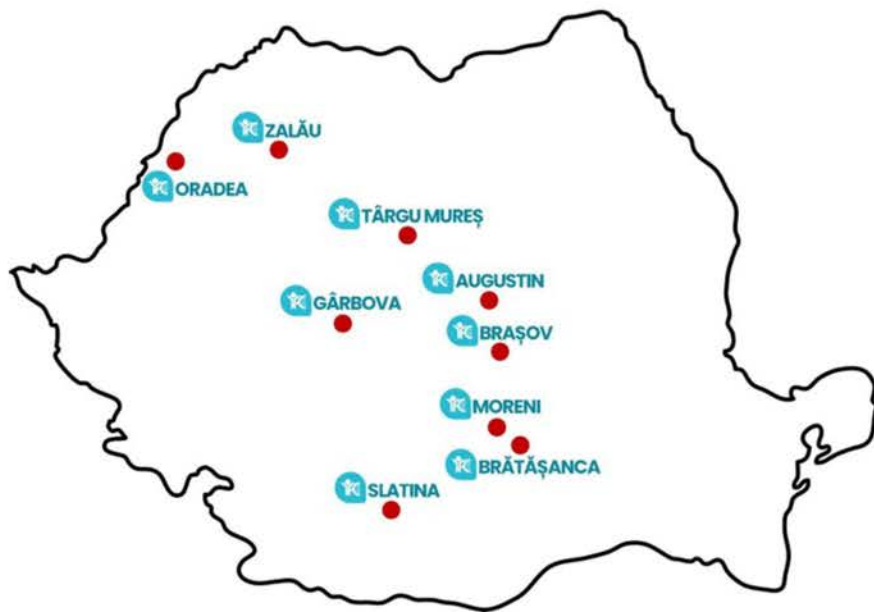 ZALĂU
ORADEA
TÂRGU MUREȘ
AUGUSTIN
GÂRBOVA
BRAȘOV
MORENI
BRĂTĂȘANCA
SLATINA